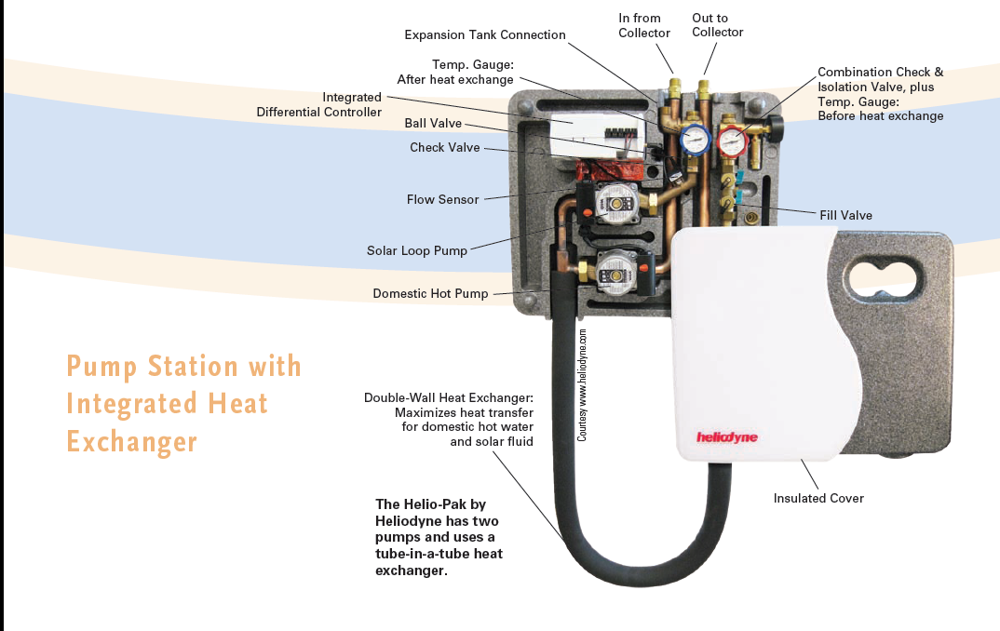 In from
Collector
Out to
Collector
Expansion Tank Connection
Temp. Gauge:
After heat exchange
Integrated
Differential Controller
Ball Valve
Check Valve
Flow Sensor
Solar Loop Pump
Domestic Hot Pump
Combination Check &
Isolation Valve, plus
Temp. Gauge:
Before heat exchange
Fill Valve
Pump Station with
Integrated Heat
Exchanger
Courtesy www.heliodyne.com
Double-Wall Heat Exchanger:
Maximizes heat transfer
for domestic hot water
and solar fluid
heliodyne
Insulated Cover
The Helio-Pak by
Heliodyne has two
pumps and uses a
tube-in-a-tube heat
exchanger.